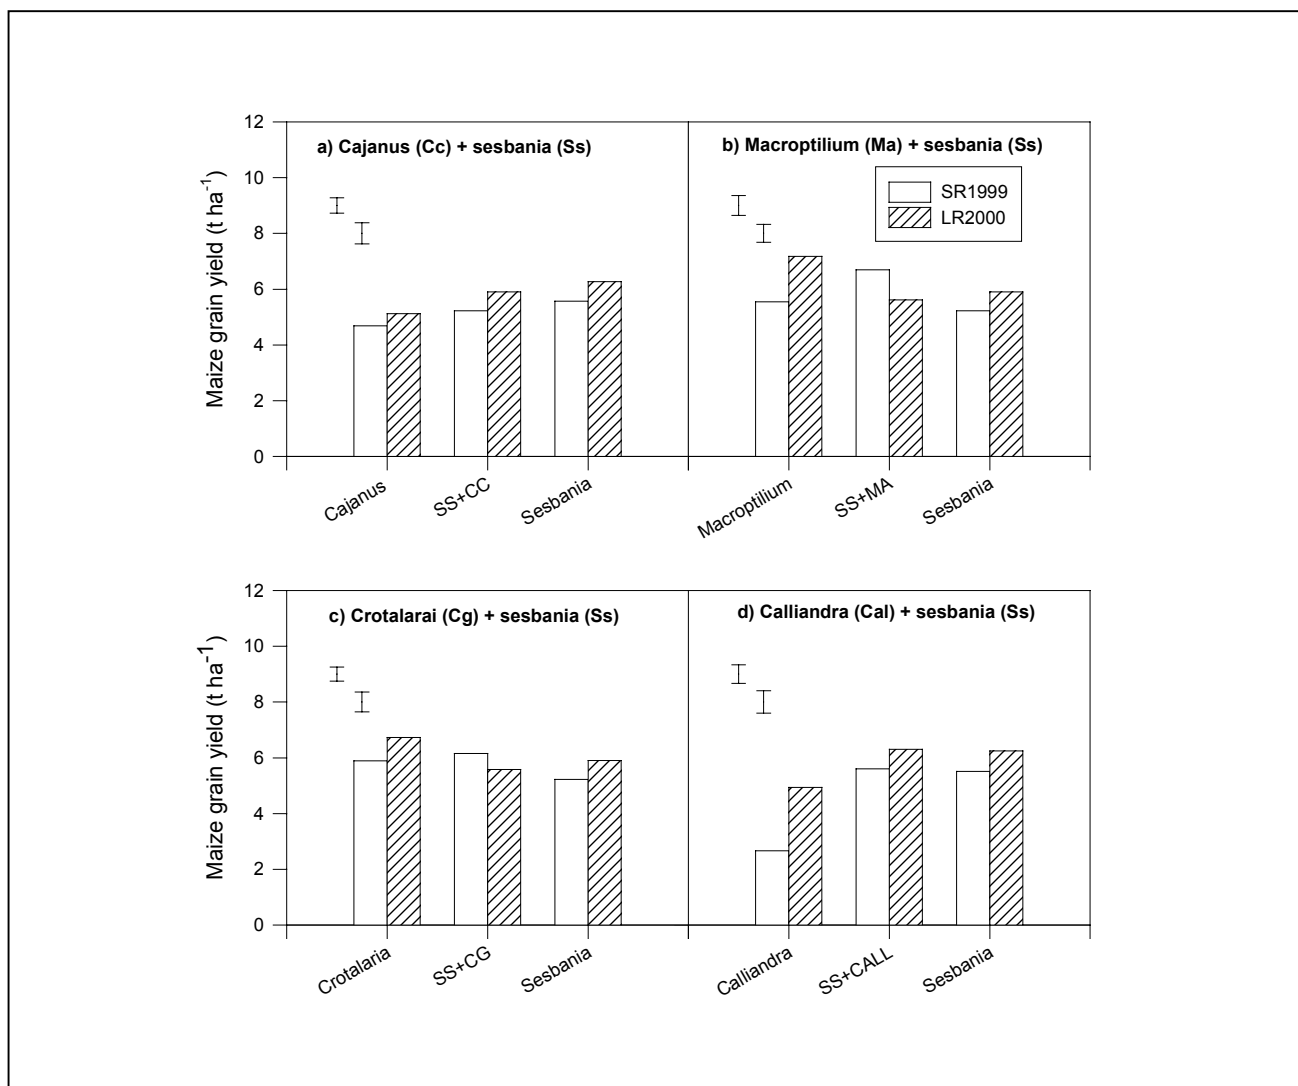 a) Cajanus (Cc) + sesbania (Ss)
b) Macroptilium (Ma) + sesbania (Ss)
SR1999
LR2000
Maize grain yield (t ha⁻¹)
12
10
8
6
4
2
0
Cajanus
SS+CC
Sesbania
Macroptilium
SS+MA
Sesbania
c) Crotalarai (Cg) + sesbania (Ss)
d) Calliandra (Cal) + sesbania (Ss)
Maize grain yield (t ha⁻¹)
12
10
8
6
4
2
0
Crotalaria
SS+CG
Sesbania
Calliandra
SS+CALL
Sesbania